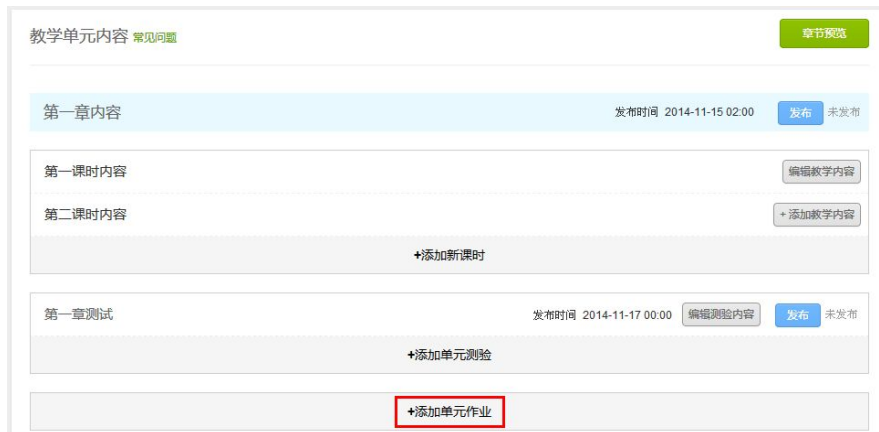 教学单元内容 常见问题 章节预览
第一章内容 发布时间 2014-11-15 02:00 发布 未发布
第一课时内容 编辑教学内容
第二课时内容 +添加教学内容
+添加新课时
第一章测试 发布时间 2014-11-17 00:00 编辑测验内容 发布 未发布
+添加单元测验
+添加单元作业